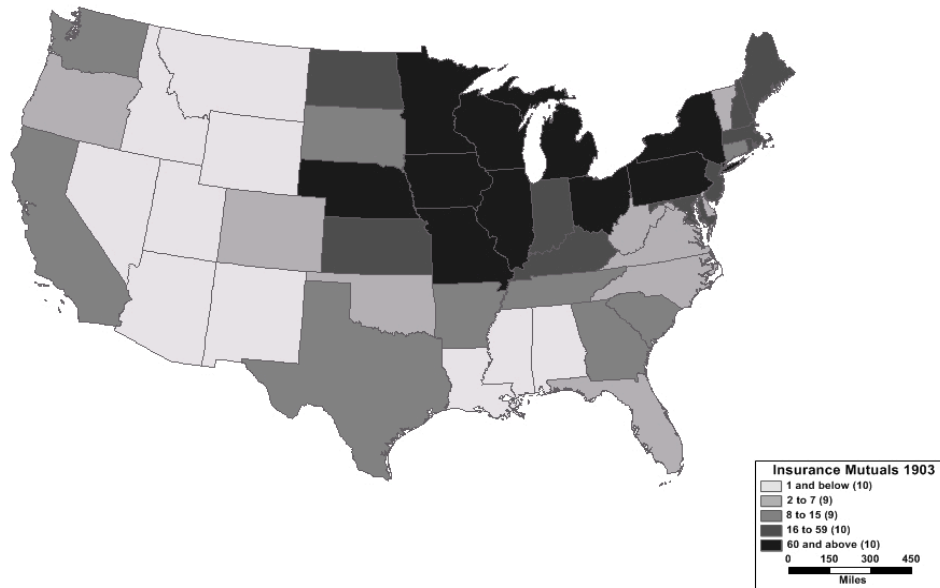 Insurance Mutuals 1903
1 and below (10)
2 to 7 (9)
8 to 15 (9)
16 to 59 (10)
60 and above (10)
0 150 300 450
Miles